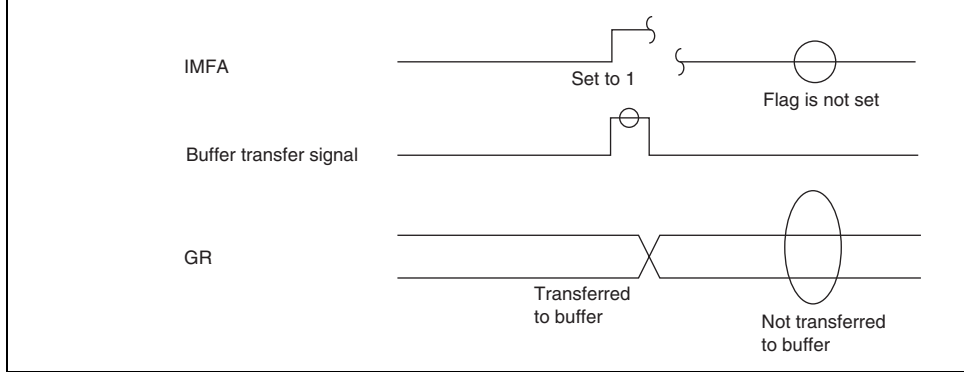 IMFA
Set to 1
Flag is not set
Buffer transfer signal
GR
Transferred
to buffer
Not transferred
to buffer